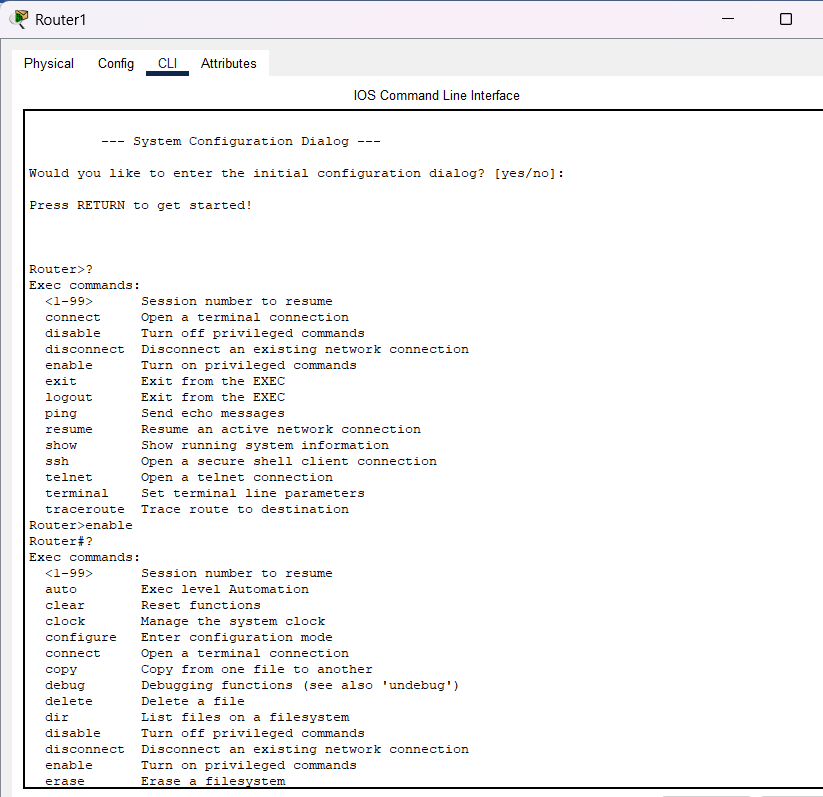 Router1
Physical Config CLI Attributes
IOS Command Line Interface
--- System Configuration Dialog ---
Would you like to enter the initial configuration dialog? [yes/no]:
Press RETURN to get started!
Router>?
Exec commands:
<1-99> Session number to resume
connect Open a terminal connection
disable Turn off privileged commands
disconnect Disconnect an existing network connection
enable Turn on privileged commands
exit Exit from the EXEC
logout Exit from the EXEC
ping Send echo messages
resume Resume an active network connection
show Show running system information
ssh Open a secure shell client connection
telnet Open a telnet connection
terminal Set terminal line parameters
traceroute Trace route to destination
Router>enable
Router#?
Exec commands:
<1-99> Session number to resume
auto Exec level Automation
clear Reset functions
clock Manage the system clock
configure Enter configuration mode
connect Open a terminal connection
copy Copy from one file to another
debug Debugging functions (see also 'undebug')
delete Delete a file
dir List files on a filesystem
disable Turn off privileged commands
disconnect Disconnect an existing network connection
enable Turn on privileged commands
erase Erase a filesystem